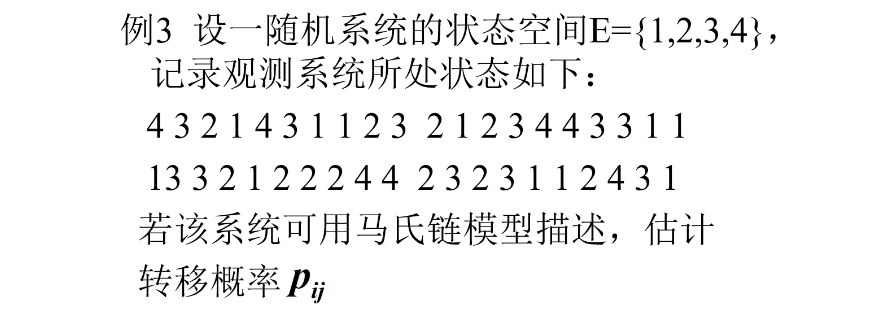 例3 设一随机系统的状态空间E={1,2,3,4},
记录观测系统所处状态如下：
4 3 2 1 4 3 1 1 2 3 2 1 2 3 4 4 3 3 1 1
13 3 2 1 2 2 2 4 4 2 3 2 3 1 1 2 4 3 1
若该系统可用马氏链模型描述，估计
转移概率 pij